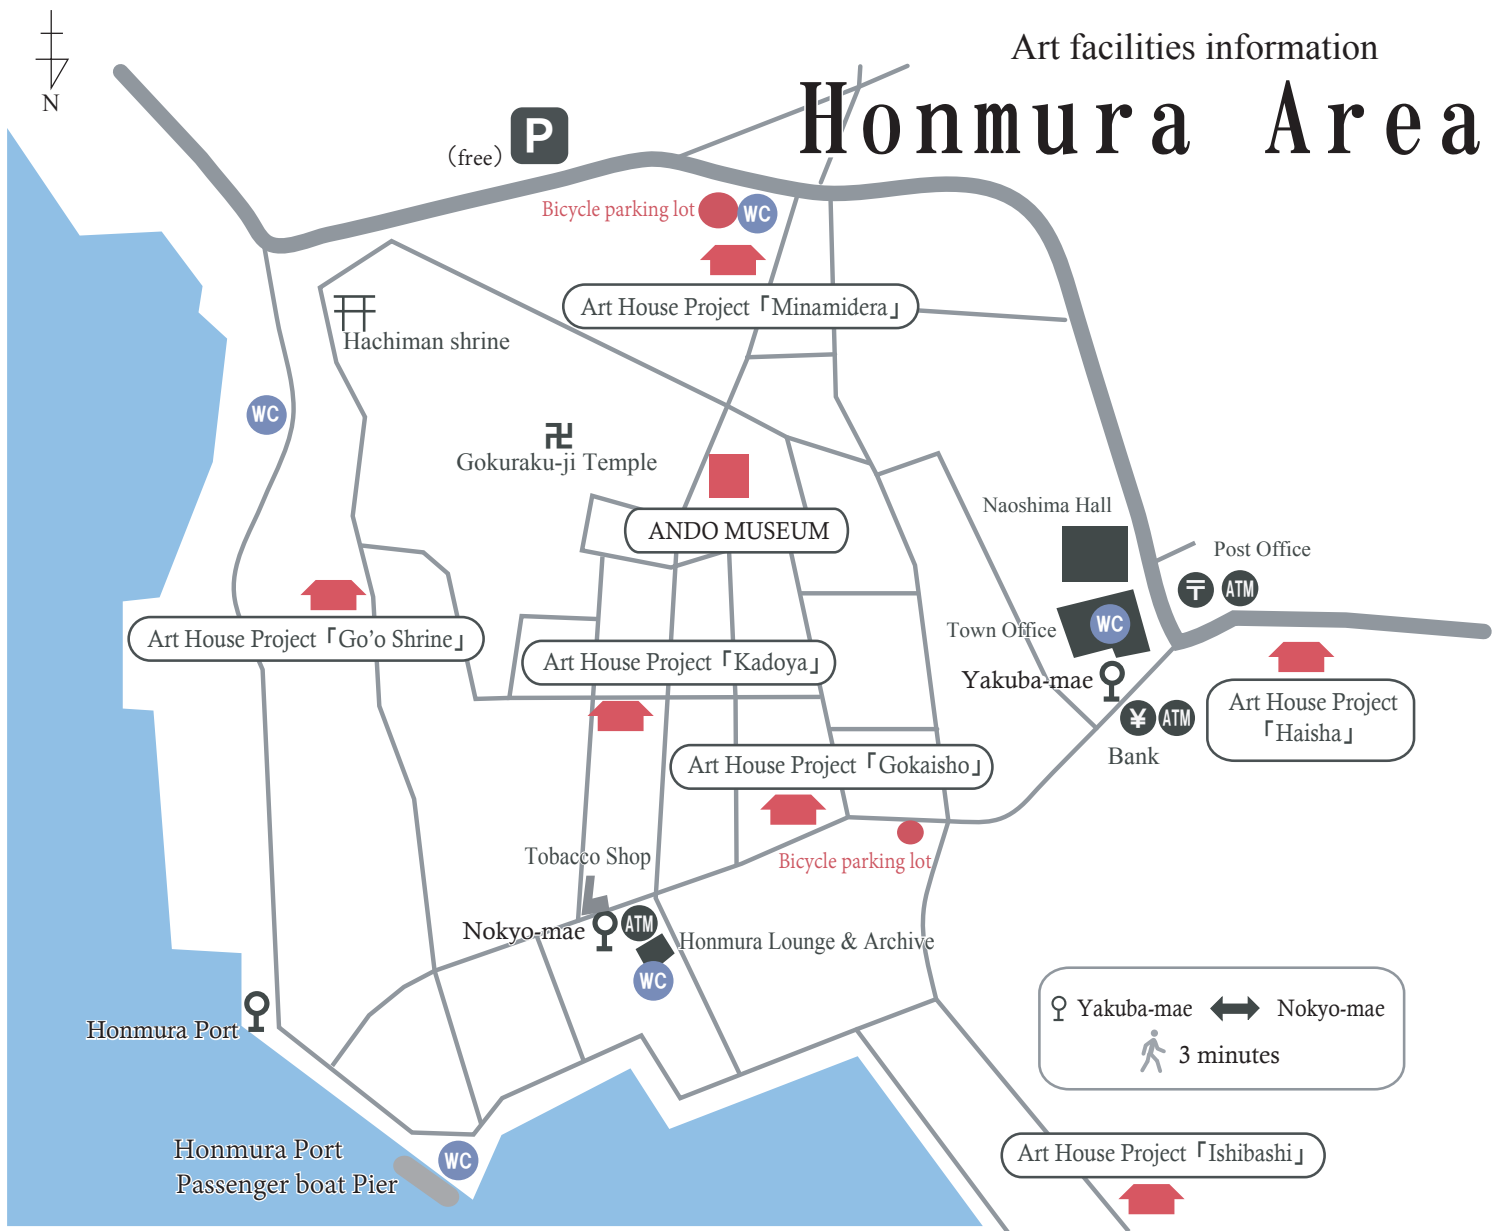 Art facilities information
Honmura Area
N
P
(free)
Bicycle parking lot
WC
Art House Project「Minamidera」
Hachiman shrine
WC
卍
Gokuraku-ji Temple
ANDO MUSEUM
Naoshima Hall
Post Office
〒
ATM
Art House Project「Go'o Shrine」
Art House Project「Kadoya」
Town Office
WC
Yakuba-mae
¥
ATM
Bank
Art House Project
「Haisha」
Art House Project「Gokaisho」
Bicycle parking lot
Tobacco Shop
Nokyo-mae
ATM
Honmura Lounge & Archive
WC
Honmura Port
Yakuba-mae
Nokyo-mae
3 minutes
Honmura Port
Passenger boat Pier
WC
Art House Project「Ishibashi」